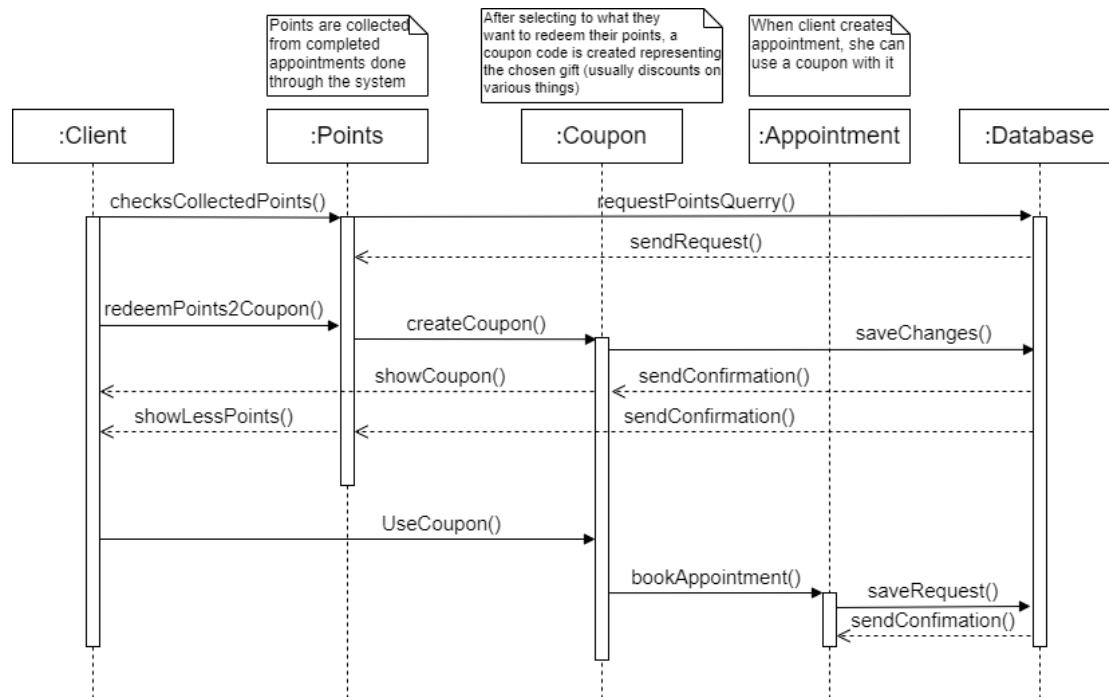 Points are collected
from completed
appointments done
through the system
After selecting to what they
want to redeem their points, a
coupon code is created representing
the chosen gift (usually discounts on
various things)
When client creates
appointment, she can
use a coupon with it
:Client
:Points
:Coupon
:Appointment
:Database
checksCollectedPoints()
requestPointsQuerry()
sendRequest()
redeemPoints2Coupon()
createCoupon()
saveChanges()
showCoupon()
sendConfirmation()
showLessPoints()
sendConfirmation()
UseCoupon()
bookAppointment()
saveRequest()
sendConfimation()